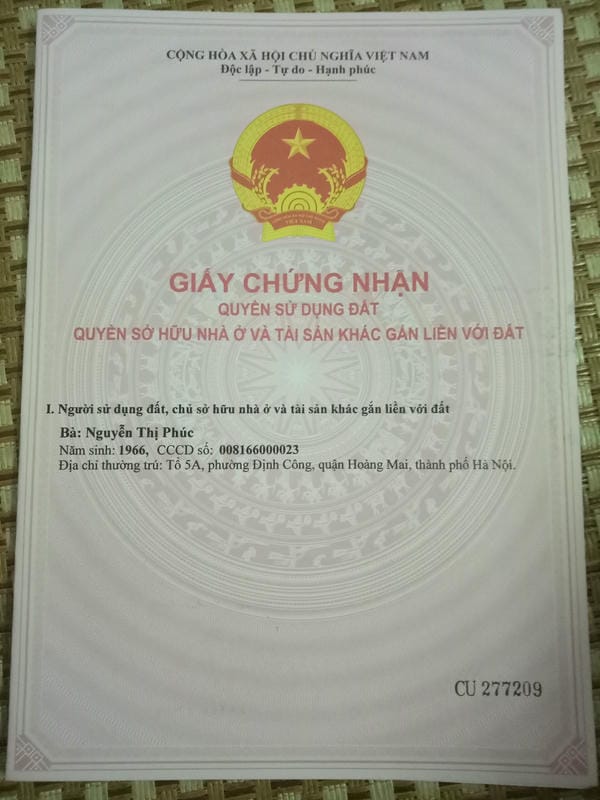 CỘNG HÒA XÃ HỘI CHỦ NGHĨA VIỆT NAM
Độc lập - Tự do - Hạnh phúc
VIỆT NAM
GIẤY CHỨNG NHẬN
QUYỀN SỬ DỤNG ĐẤT
QUYỀN SỞ HỮU NHÀ Ở VÀ TÀI SẢN KHÁC GẮN LIỀN VỚI ĐẤT
I. Người sử dụng đất, chủ sở hữu nhà ở và tài sản khác gắn liền với đất
Bà: Nguyễn Thị Phúc
Năm sinh: 1966, CCCD số: 008166000023
Địa chỉ thường trú: Tổ 5A, phường Định Công, quận Hoàng Mai, thành phố Hà Nội.
CU 277209